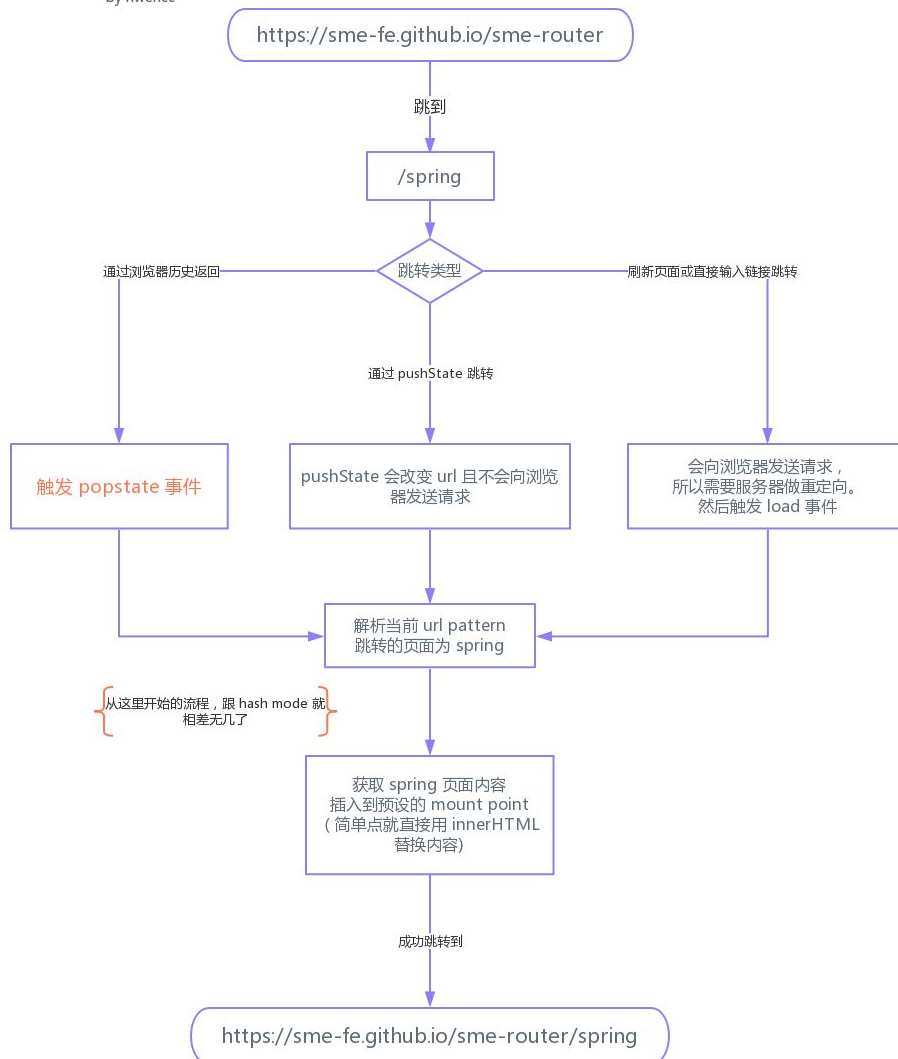 https://sme-fe.github.io/sme-router
跳到
/spring
跳转类型
通过浏览器历史返回
刷新页面或直接输入链接跳转
通过 pushState 跳转
触发 popstate 事件
pushState 会改变 url 且不会向浏览
器发送请求
会向浏览器发送请求，
所以需要服务器做重定向。
然后触发 load 事件
解析当前 url pattern
跳转的页面为 spring
从这里开始的流程，跟 hash mode 就
相差无几了
获取 spring 页面内容
插入到预设的 mount point
（简单点就直接用 innerHTML
替换内容)
成功跳转到
https://sme-fe.github.io/sme-router/spring